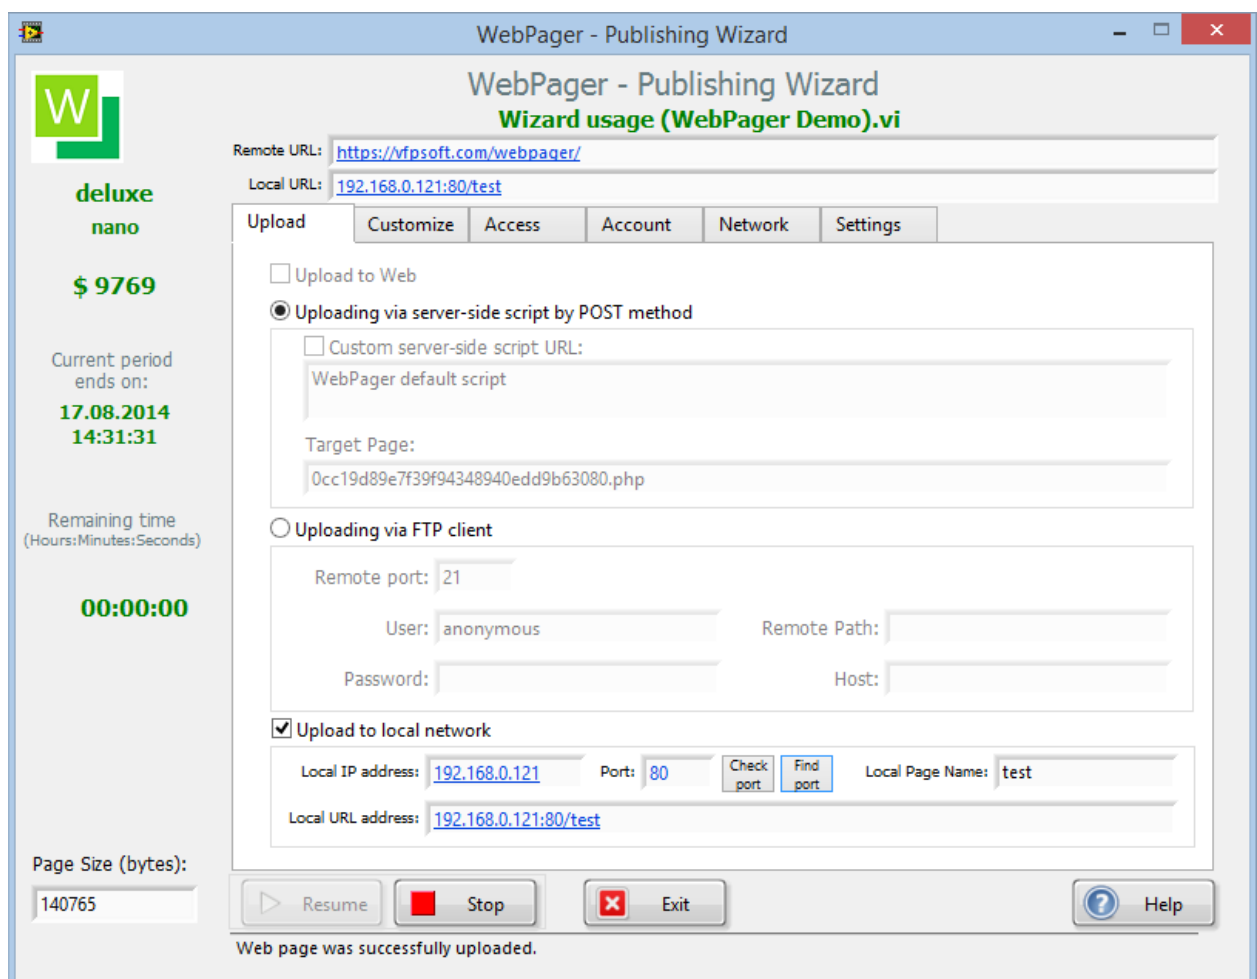 WebPager - Publishing Wizard
W
WebPager - Publishing Wizard
Wizard usage (WebPager Demo).vi
Remote URL: https://vfpsoft.com/webpager/
Local URL: 192.168.0.121:80/test
deluxe
nano
$ 9769
Current period
ends on:
17.08.2014
14:31:31
Remaining time
(Hours:Minutes:Seconds)
00:00:00
Page Size (bytes):
140765
Upload Customize Access Account Network Settings
Upload to Web
Uploading via server-side script by POST method
Custom server-side script URL:
WebPager default script
Target Page:
0cc19d89e7f39f94348940edd9b63080.php
Uploading via FTP client
Remote port: 21
User: anonymous Remote Path:
Password: Host:
Upload to local network
Local IP address: 192.168.0.121 Port: 80 Check port Find port Local Page Name: test
Local URL address: 192.168.0.121:80/test
Resume Stop Exit Help
Web page was successfully uploaded.